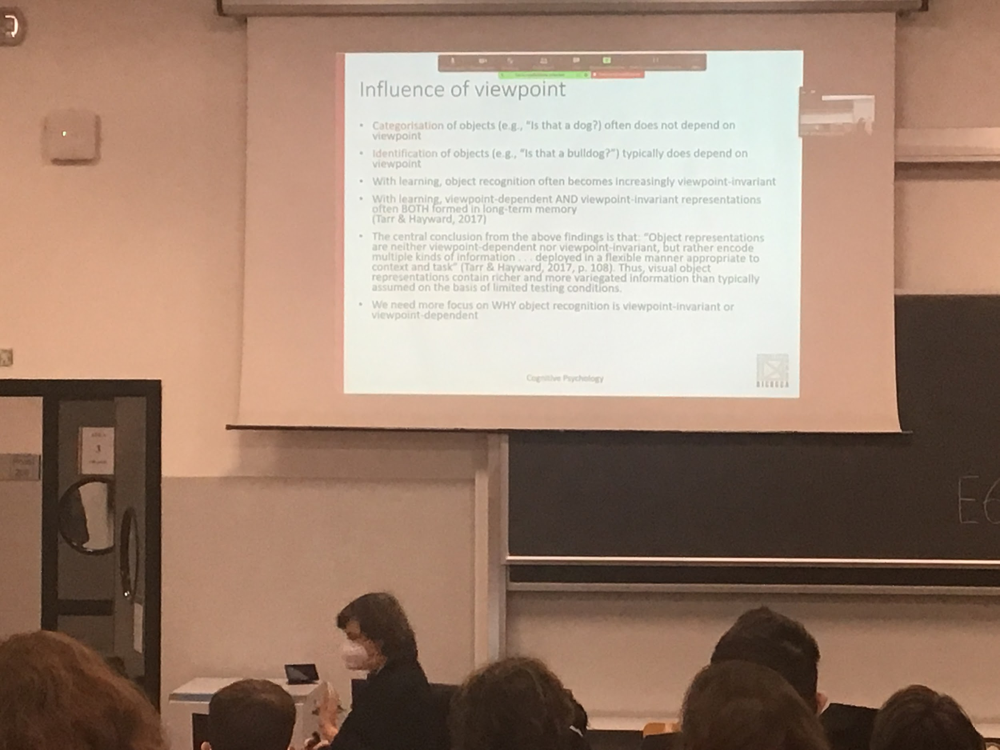 Influence of viewpoint
• Categorisation of objects (e.g., “Is that a dog?) often does not depend on
viewpoint
• Identification of objects (e.g., “Is that a bulldog?”) typically does depend on
viewpoint
• With learning, object recognition often becomes increasingly viewpoint-invariant
• With learning, viewpoint-dependent AND viewpoint-invariant representations
often BOTH formed in long-term memory
(Tarr & Hayward, 2017)
• The central conclusion from the above findings is that: “Object representations
are neither viewpoint-dependent nor viewpoint-invariant, but rather encode
multiple kinds of information . . . deployed in a flexible manner appropriate to
context and task” (Tarr & Hayward, 2017, p. 108). Thus, visual object
representations contain richer and more variegated information than typically
assumed on the basis of limited testing conditions.
• We need more focus on WHY object recognition is viewpoint-invariant or
viewpoint-dependent
Cognitive Psychology
BICOCCA
3